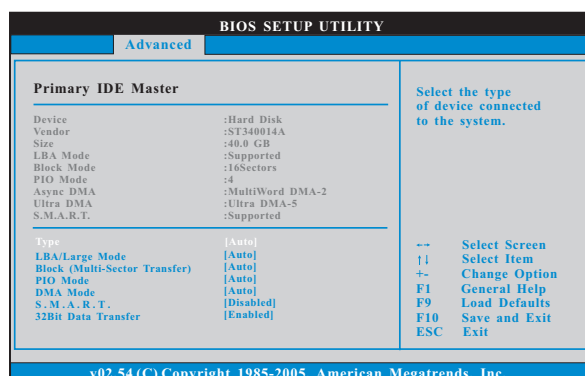 BIOS SETUP UTILITY
Advanced
Primary IDE Master
Device :Hard Disk
Vendor :ST340014A
Size :40.0 GB
LBA Mode :Supported
Block Mode :16Sectors
PIO Mode :4
Async DMA :MultiWord DMA-2
Ultra DMA :Ultra DMA-5
S.M.A.R.T. :Supported
Type [Auto]
LBA/Large Mode [Auto]
Block (Multi-Sector Transfer) [Auto]
PIO Mode [Auto]
DMA Mode [Auto]
S.M.A.R.T. [Disabled]
32Bit Data Transfer [Enabled]
Select the type
of device connected
to the system.
←→ Select Screen
↑↓ Select Item
+- Change Option
F1 General Help
F9 Load Defaults
F10 Save and Exit
ESC Exit
v02.54 (C) Copyright 1985-2005, American Megatrends, Inc.